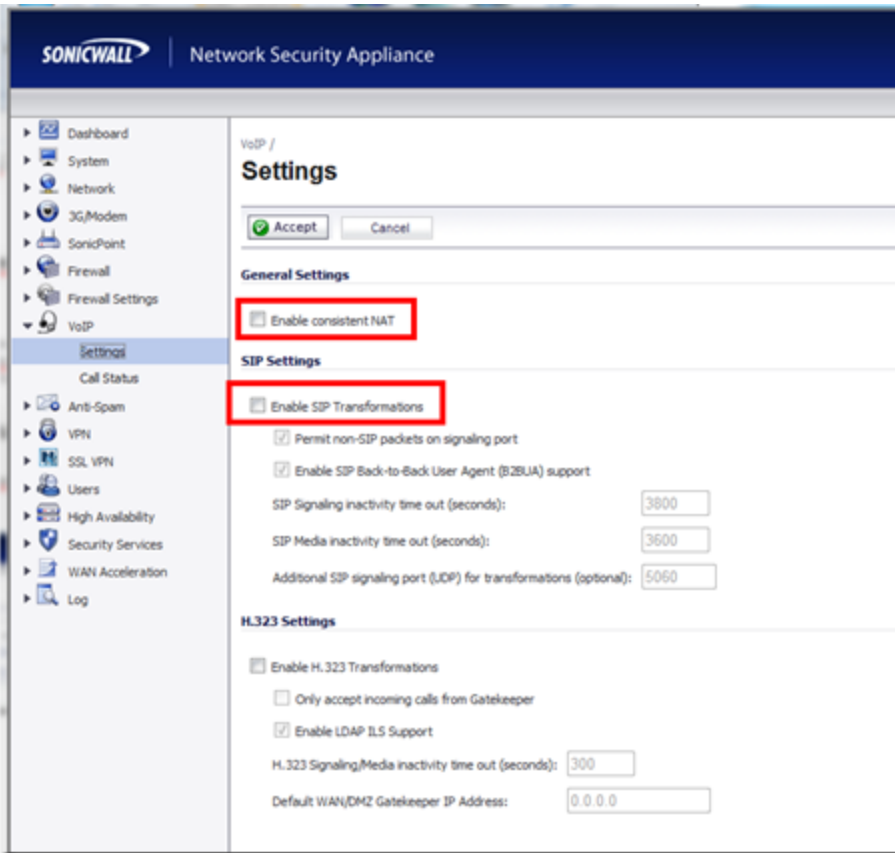 SONICWALL | Network Security Appliance
Dashboard
System
Network
3G/Modem
SonicPoint
Firewall
Firewall Settings
VoIP
Settings
Call Status
Anti-Spam
VPN
SSL VPN
Users
High Availability
Security Services
WAN Acceleration
Log
VoIP /
Settings
Accept Cancel
General Settings
Enable consistent NAT
SIP Settings
Enable SIP Transformations
Permit non-SIP packets on signaling port
Enable SIP Back-to-Back User Agent (B2BUA) support
SIP Signaling inactivity time out (seconds): 3800
SIP Media inactivity time out (seconds): 3600
Additional SIP signaling port (UDP) for transformations (optional): 5060
H.323 Settings
Enable H.323 Transformations
Only accept incoming calls from Gatekeeper
Enable LDAP ILS Support
H.323 Signaling/Media inactivity time out (seconds): 300
Default WAN/DMZ Gatekeeper IP Address: 0.0.0.0